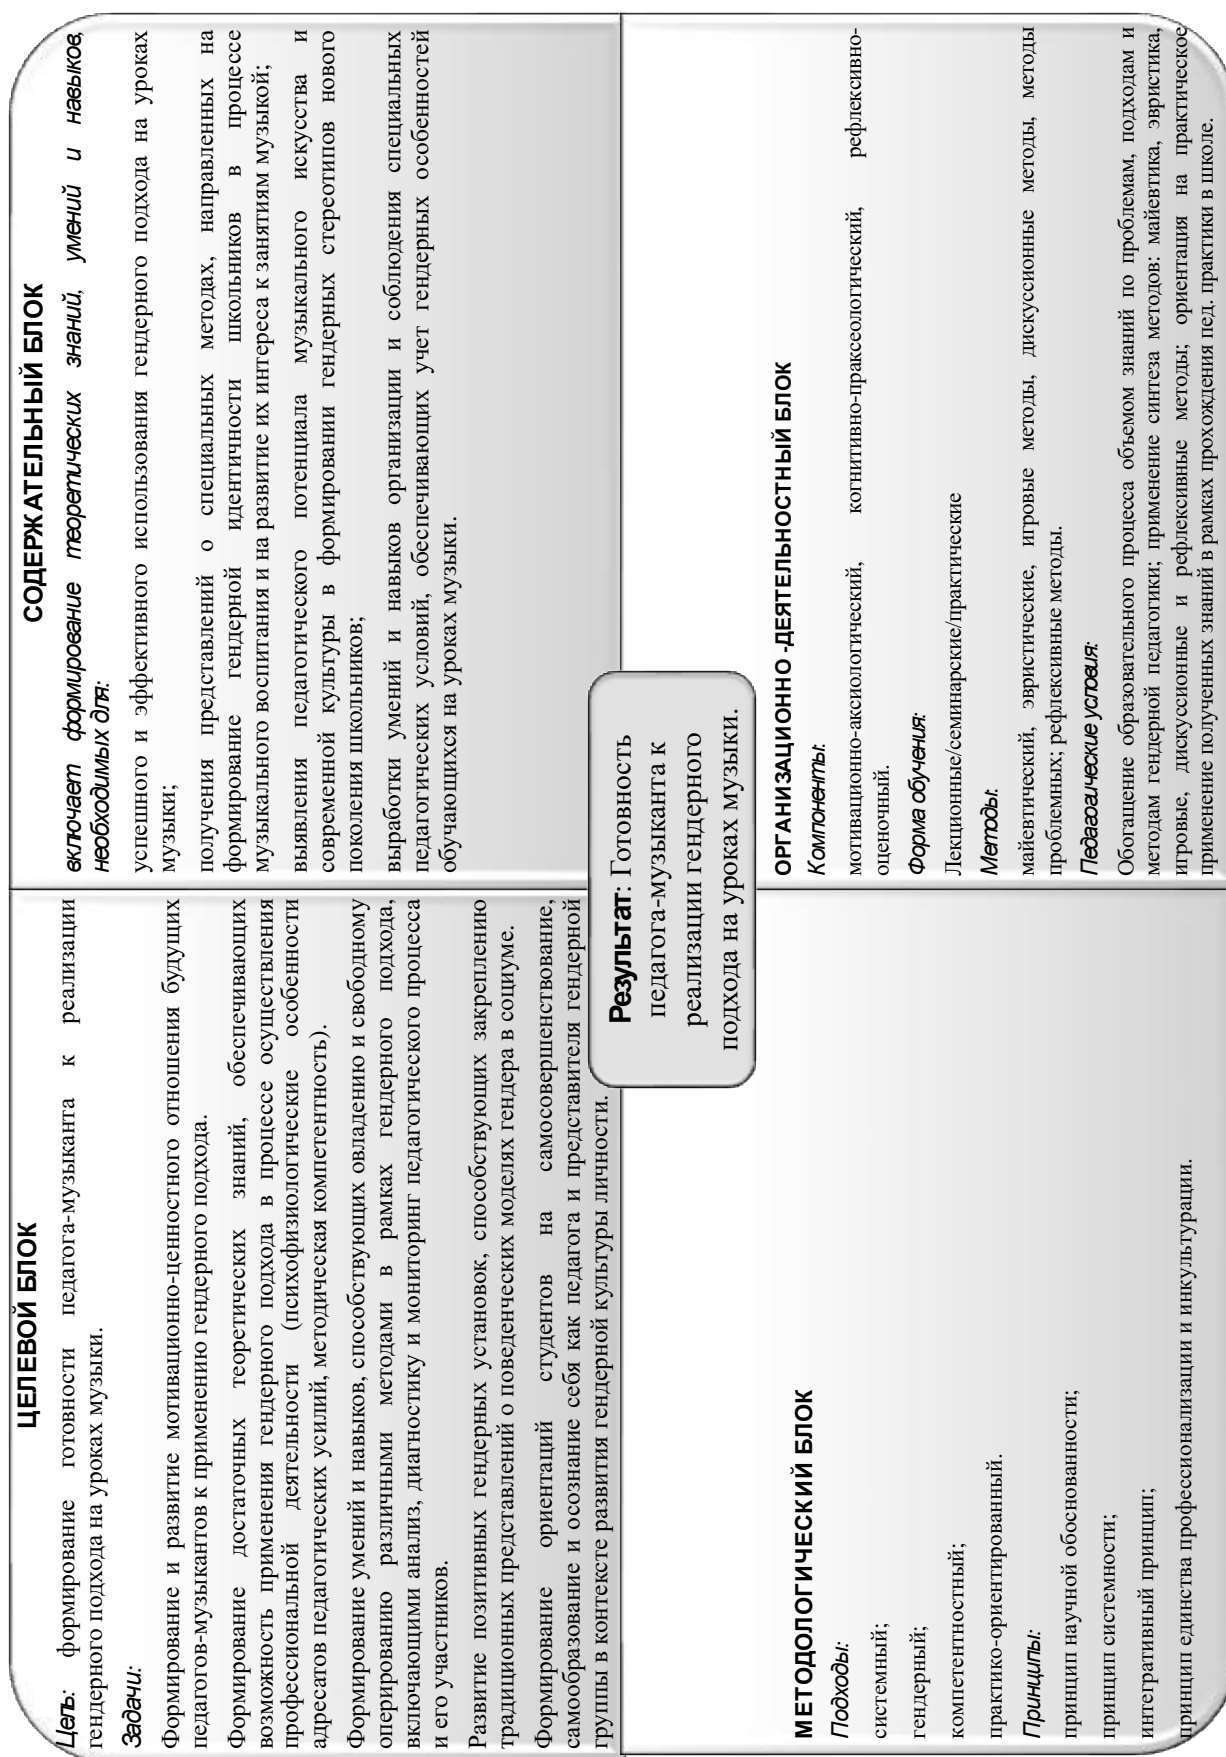 ЦЕЛЕВОЙ БЛОК
Цель: формирование готовности педагога-музыканта к реализации
гендерного подхода на уроках музыки.
Задачи:
Формирование и развитие мотивационно-ценностного отношения будущих
педагогов-музыкантов к применению гендерного подхода.
Формирование достаточных теоретических знаний, обеспечивающих
возможность применения гендерного подхода в процессе осуществления
профессиональной деятельности (психофизиологические особенности
адресатов педагогических усилий, методическая компетентность).
Формирование умений и навыков, способствующих овладению и свободному
оперированию различными методами в рамках гендерного подхода,
включающими анализ, диагностику и мониторинг педагогического процесса
и его участников.
Развитие позитивных гендерных установок, способствующих закреплению
традиционных представлений о поведенческих моделях гендера в социуме.
Формирование ориентаций студентов на самосовершенствование,
самообразование и осознание себя как педагога и представителя гендерной
группы в контексте развития гендерной культуры личности.
СОДЕРЖАТЕЛЬНЫЙ БЛОК
включает формирование теоретических знаний, умений и навыков,
необходимых для:
успешного и эффективного использования гендерного подхода на уроках
музыки;
получения представлений о специальных методах, направленных на
формирование гендерной идентичности школьников в процессе
музыкального воспитания и на развитие их интереса к занятиям музыкой;
выявления педагогического потенциала музыкального искусства и
современной культуры в формировании гендерных стереотипов нового
поколения школьников;
выработки умений и навыков организации и соблюдения специальных
педагогических условий, обеспечивающих учет гендерных особенностей
обучающихся на уроках музыки.
Результат: Готовность
педагога-музыканта к
реализации гендерного
подхода на уроках музыки.
МЕТОДОЛОГИЧЕСКИЙ БЛОК
Подходы:
системный;
гендерный;
компетентностный;
практико-ориентированный.
Принципы:
принцип научной обоснованности;
принцип системности;
интегративный принцип;
принцип единства профессионализации и инкультурации.
ОРГАНИЗАЦИОННО -ДЕЯТЕЛЬНОСТНЫЙ БЛОК
Компоненты:
мотивационно-аксиологический, когнитивно-праксеологический, рефлексивно-
оценочный.
Форма обучения:
Лекционные/семинарские/практические
Методы:
майевтический, эвристические, игровые методы, дискуссионные методы, методы
проблемных; рефлексивные методы.
Педагогические условия:
Обогащение образовательного процесса объемом знаний по проблемам, подходам и
методам гендерной педагогики; применение синтеза методов: майевтика, эвристика,
игровые, дискуссионные и рефлексивные методы; ориентация на практическое
применение полученных знаний в рамках прохождения пед. практики в школе.